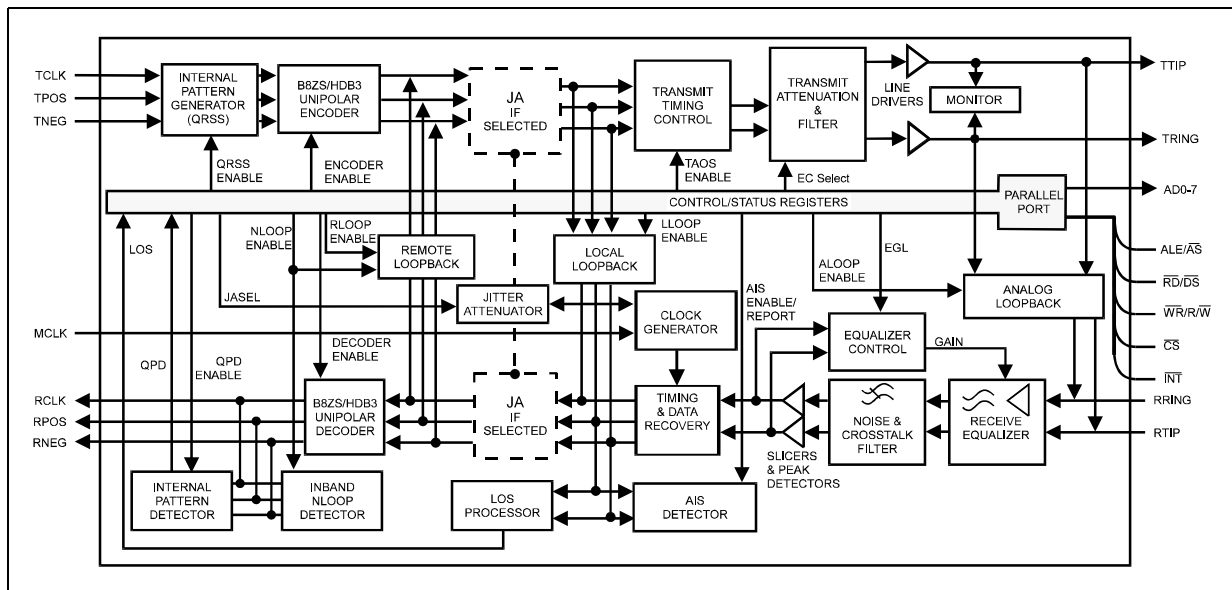 TCLK
TPOS
TNEG
INTERNAL
PATTERN
GENERATOR
(QRSS)
B8ZS/HDB3
UNIPOLAR
ENCODER
JA
IF
SELECTED
TRANSMIT
TIMING
CONTROL
TRANSMIT
ATTENUATION
&
FILTER
LINE
DRIVERS
MONITOR
TTIP
TRING
QRSS
ENABLE
ENCODER
ENABLE
TAOS
ENABLE
EC Select
CONTROL/STATUS REGISTERS
PARALLEL
PORT
AD0-7
LOS
NLOOP
ENABLE
RLOOP
ENABLE
REMOTE
LOOPBACK
LOCAL
LOOPBACK
LLOOP
ENABLE
ALOOP
ENABLE
EGL
ANALOG
LOOPBACK
ALE/AS
RD/DS
WR/R/W
CS
INT
JASEL
JITTER
ATTENUATOR
CLOCK
GENERATOR
AIS
ENABLE/
REPORT
EQUALIZER
CONTROL
GAIN
MCLK
QPD
QPD
ENABLE
DECODER
ENABLE
RCLK
RPOS
RNEG
B8ZS/HDB3
UNIPOLAR
DECODER
JA
IF
SELECTED
TIMING
& DATA
RECOVERY
SLICERS
& PEAK
DETECTORS
NOISE &
CROSSTALK
FILTER
RECEIVE
EQUALIZER
RRING
RTIP
INTERNAL
PATTERN
DETECTOR
INBAND
NLOOP
DETECTOR
LOS
PROCESSOR
AIS
DETECTOR